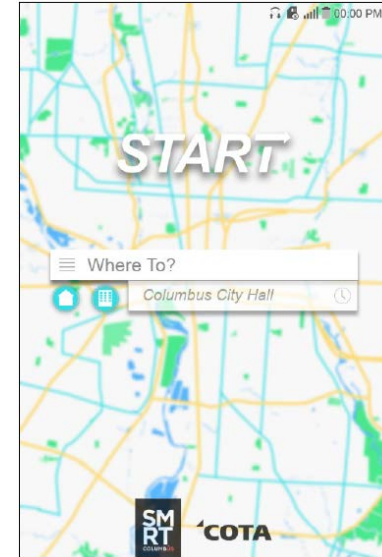 00:00 PM
START
Where To?
Columbus City Hall
SM
RT
COLUMBUS
COTA